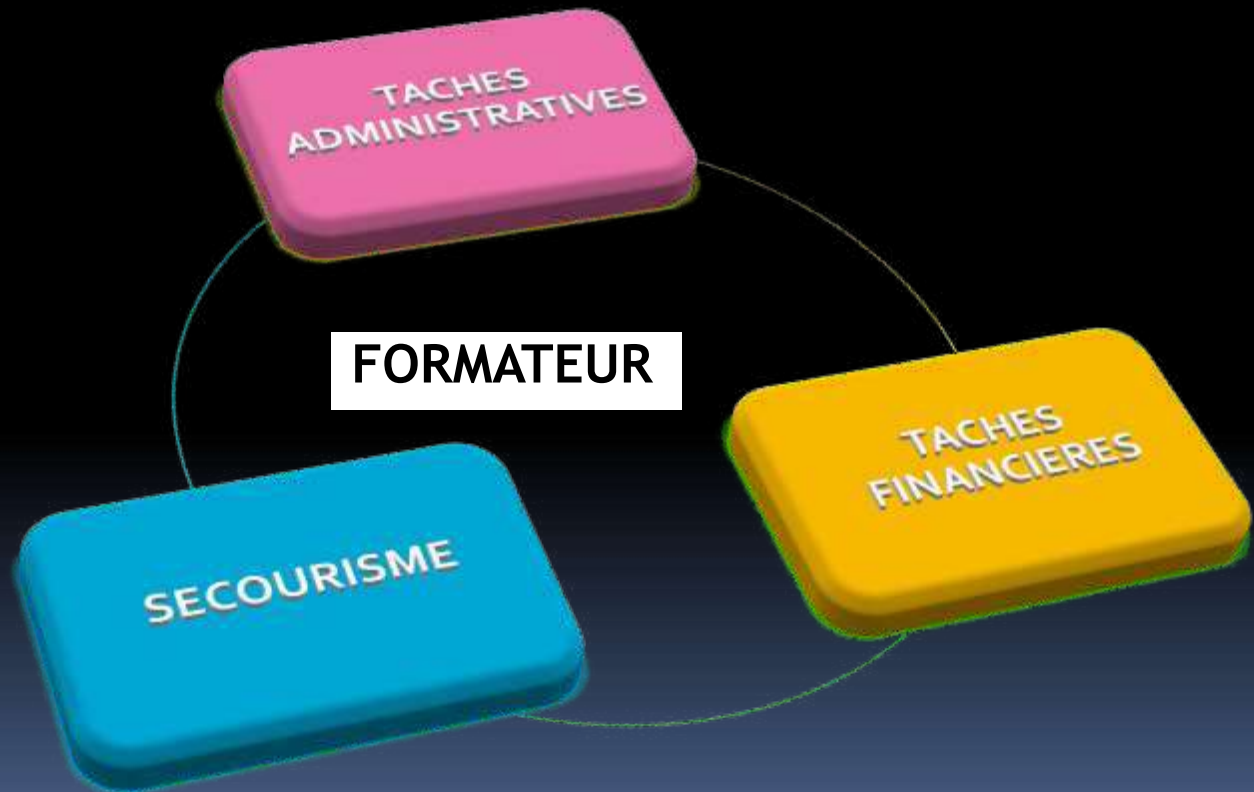 TACHES
ADMINISTRATIVES
FORMATEUR
TACHES
FINANCIERES
SECOURISME